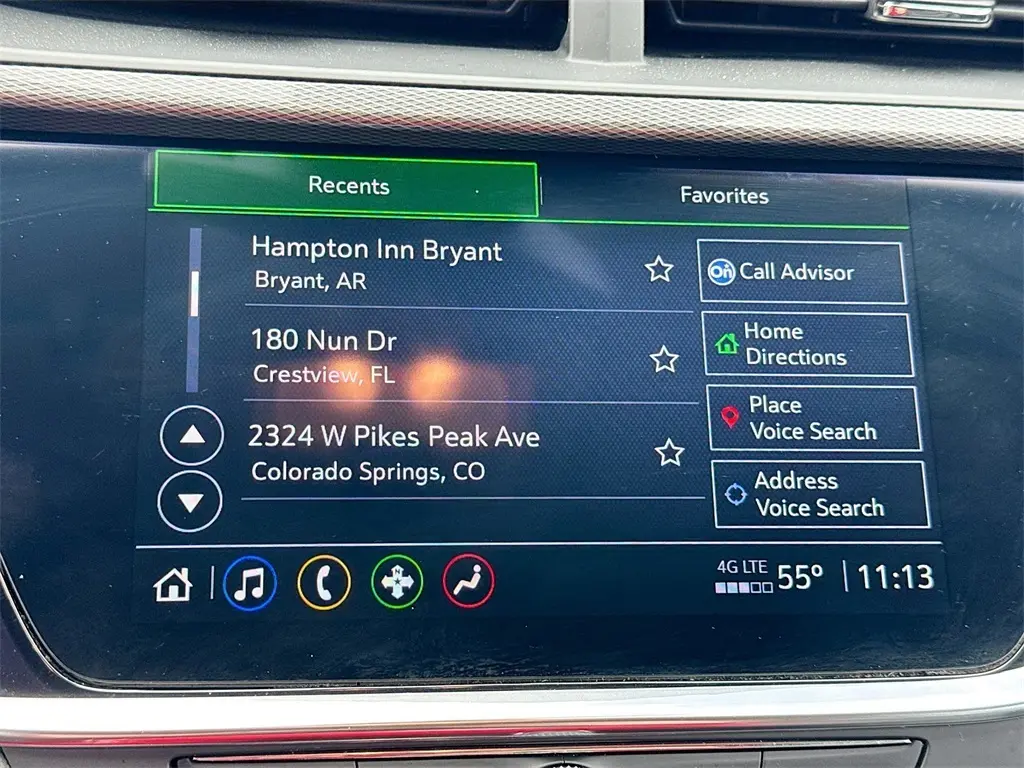 Recents
Favorites
Hampton Inn Bryant
Bryant, AR
180 Nun Dr
Crestview, FL
2324 W Pikes Peak Ave
Colorado Springs, CO
On Call Advisor
Home
Directions
Place
Voice Search
Address
Voice Search
N
4G LTE
55°
11:13